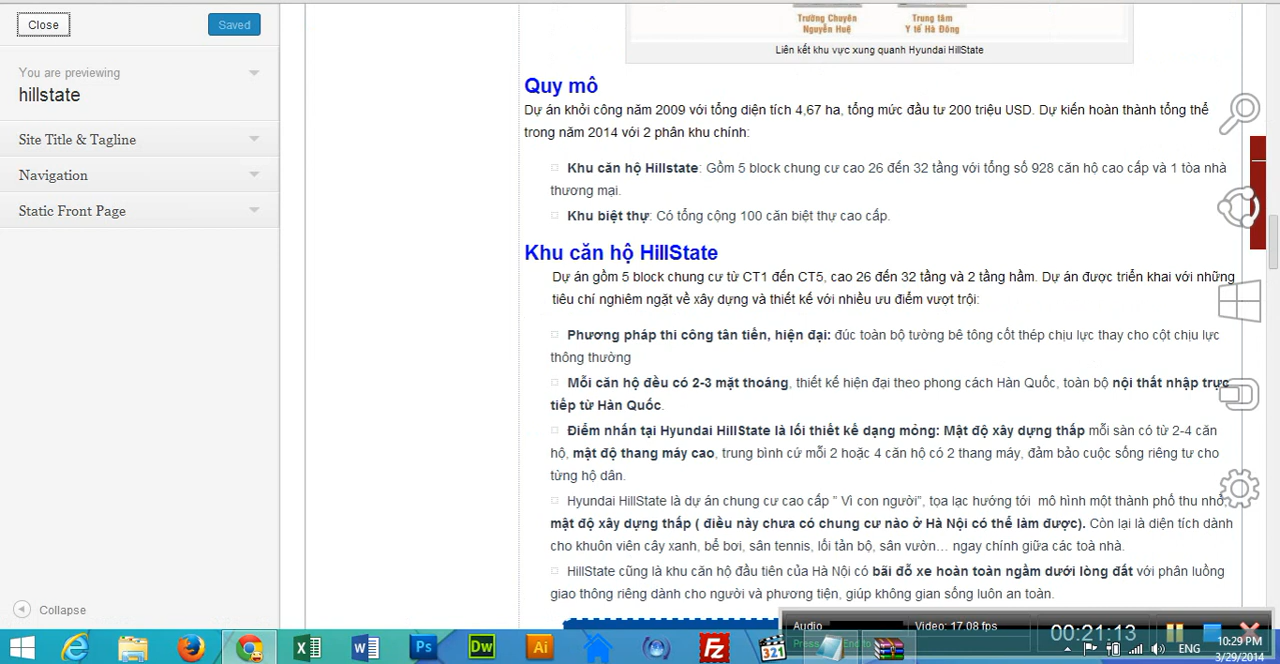 Close
Saved
You are previewing
hillstate
Site Title & Tagline
Navigation
Static Front Page
Collapse
Trường Chuyên
Nguyễn Huệ
Trung tâm
Y tế Hà Đông
Liên kết khu vực xung quanh Hyundai HillState
Quy mô
Dự án khởi công năm 2009 với tổng diện tích 4,67 ha, tổng mức đầu tư 200 triệu USD. Dự kiến hoàn thành tổng thể
trong năm 2014 với 2 phân khu chính:
Khu căn hộ Hillstate: Gồm 5 block chung cư cao 26 đến 32 tầng với tổng số 928 căn hộ cao cấp và 1 tòa nhà
thương mại.
Khu biệt thự: Có tổng cộng 100 căn biệt thự cao cấp.
Khu căn hộ HillState
Dự án gồm 5 block chung cư từ CT1 đến CT5, cao 26 đến 32 tầng và 2 tầng hầm. Dự án được triển khai với những
tiêu chí nghiêm ngặt về xây dựng và thiết kế với nhiều ưu điểm vượt trội:
Phương pháp thi công tân tiến, hiện đại: đúc toàn bộ tường bê tông cốt thép chịu lực thay cho cột chịu lực
thông thường
Mỗi căn hộ đều có 2-3 mặt thoáng, thiết kế hiện đại theo phong cách Hàn Quốc, toàn bộ nội thất nhập trực
tiếp từ Hàn Quốc.
Điểm nhấn tại Hyundai HillState là lối thiết kế dạng mỏng: Mật độ xây dựng thấp mỗi sàn có từ 2-4 căn
hộ, mật độ thang máy cao, trung bình cứ mỗi 2 hoặc 4 căn hộ có 2 thang máy, đảm bảo cuộc sống riêng tư cho
từng hộ dân.
Hyundai HillState là dự án chung cư cao cấp " Vì con người", tọa lạc hướng tới mô hình một thành phố thu nhỏ,
mật độ xây dựng thấp ( điều này chưa có chung cư nào ở Hà Nội có thể làm được). Còn lại là diện tích dành
cho khuôn viên cây xanh, bể bơi, sân tennis, lối tản bộ, sân vườn… ngay chính giữa các toà nhà.
HillState cũng là khu căn hộ đầu tiên của Hà Nội có bãi đỗ xe hoàn toàn ngầm dưới lòng đất với phân luồng
giao thông riêng dành cho người và phương tiện, giúp không gian sống luôn an toàn.
Audio
Video: 17.08 fps
00:21:13
Ps
Dw
Ai
Fz
321
ENG
10:29 PM
3/29/2014